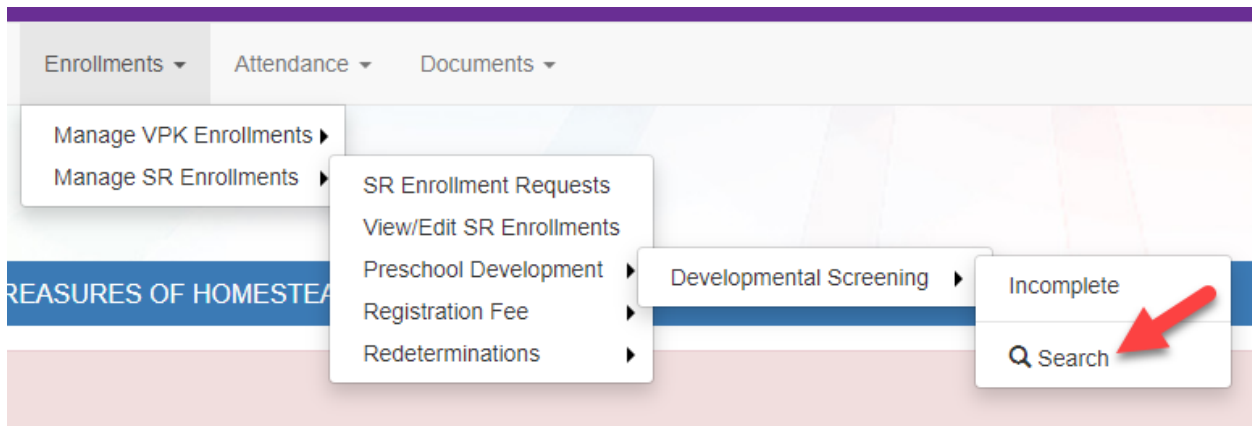 Enrollments
Attendance
Documents
Manage VPK Enrollments
Manage SR Enrollments
SR Enrollment Requests
View/Edit SR Enrollments
Preschool Development
Developmental Screening
Incomplete
REASURES OF HOMESTEA
Registration Fee
Redeterminations
Search